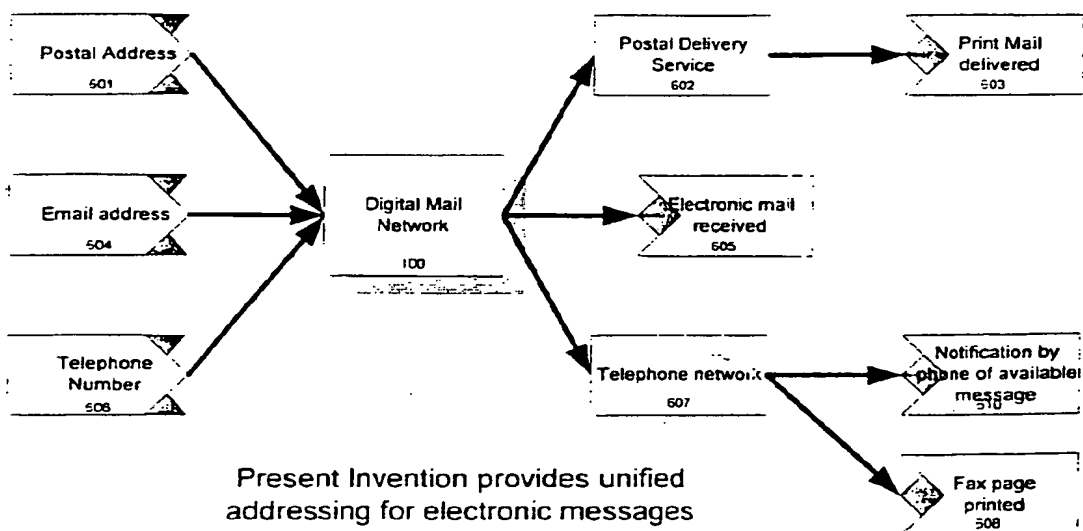 Postal Address
601
Postal Delivery
Service
602
Print Mail
delivered
603
Email address
604
Digital Mail
Network
100
Electronic mail
received
605
Telephone
Number
606
Telephone network
607
Notification by
phone of available
message
610
Fax page
printed
608
Present Invention provides unified
addressing for electronic messages